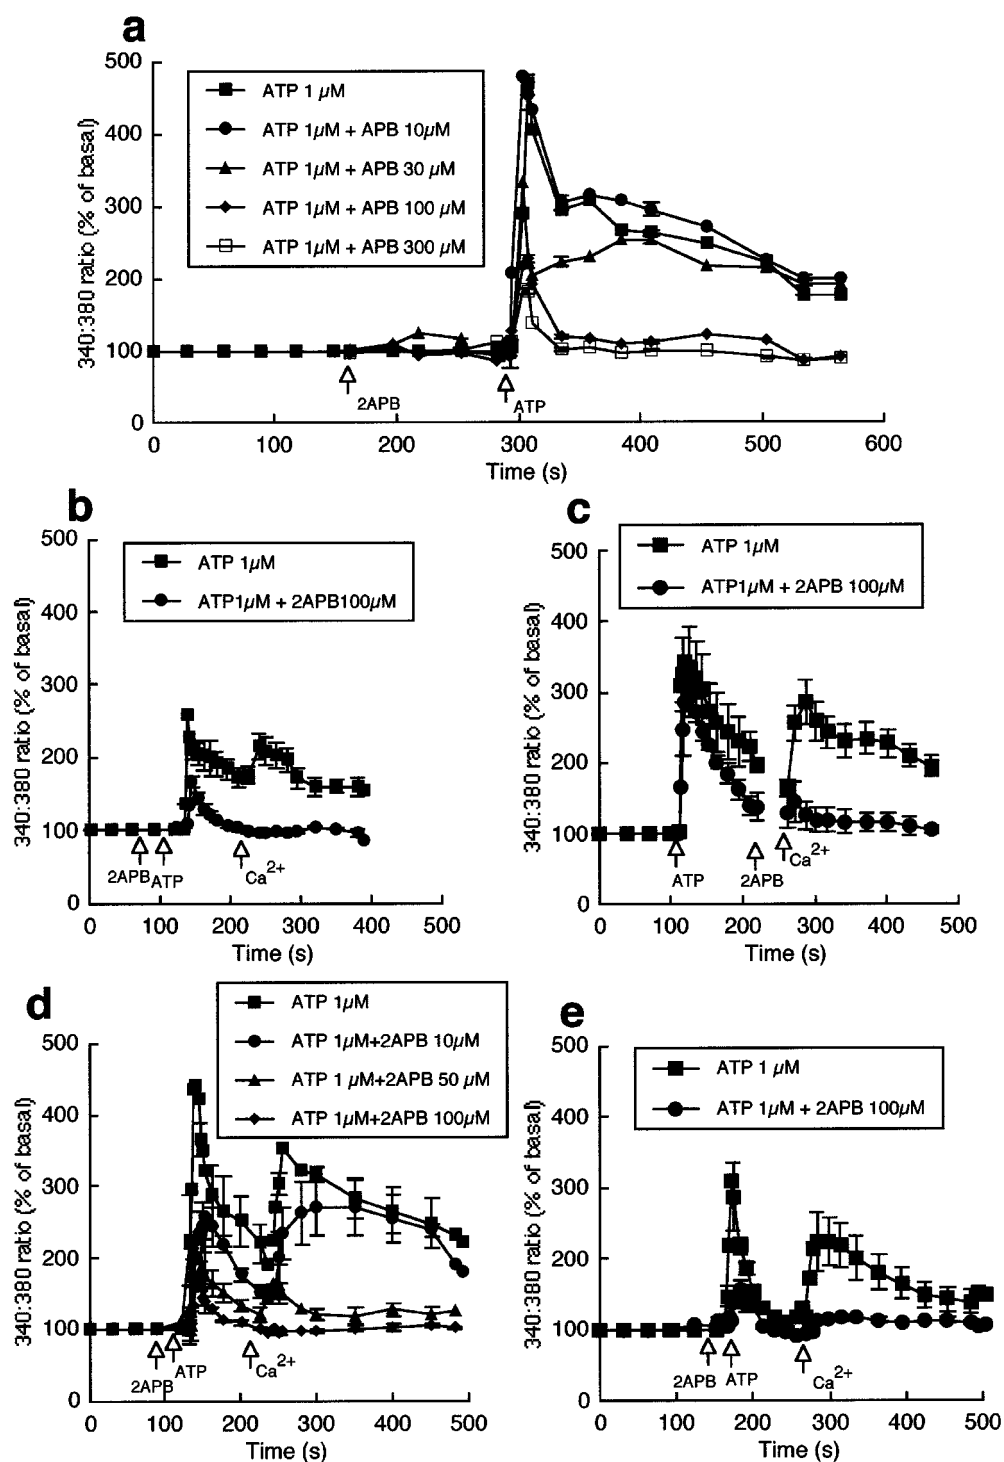 a
500
400
300
200
100
0
340:380 ratio (% of basal)
ATP 1 µM
ATP 1µM + APB 10µM
ATP 1µM + APB 30 µM
ATP 1µM + APB 100 µM
ATP 1µM + APB 300 µM
2APB
ATP
0 100 200 300 400 500 600
Time (s)
b
500
400
300
200
100
0
340:380 ratio (% of basal)
ATP 1µM
ATP1µM + 2APB100µM
2APB ATP Ca2+
0 100 200 300 400 500
Time (s)
c
500
400
300
200
100
0
340:380 ratio (% of basal)
ATP 1µM
ATP1µM + 2APB 100µM
ATP 2APB Ca2+
0 100 200 300 400 500
Time (s)
d
500
400
300
200
100
0
340:380 ratio (% of basal)
ATP 1µM
ATP 1µM+2APB 10µM
ATP 1 µM+2APB 50 µM
ATP 1µM+2APB 100µM
2APB ATP Ca2+
0 100 200 300 400 500
Time (s)
e
500
400
300
200
100
0
340:380 ratio (% of basal)
ATP 1 µM
ATP 1µM + 2APB 100µM
2APB ATP Ca2+
0 100 200 300 400 500
Time (s)